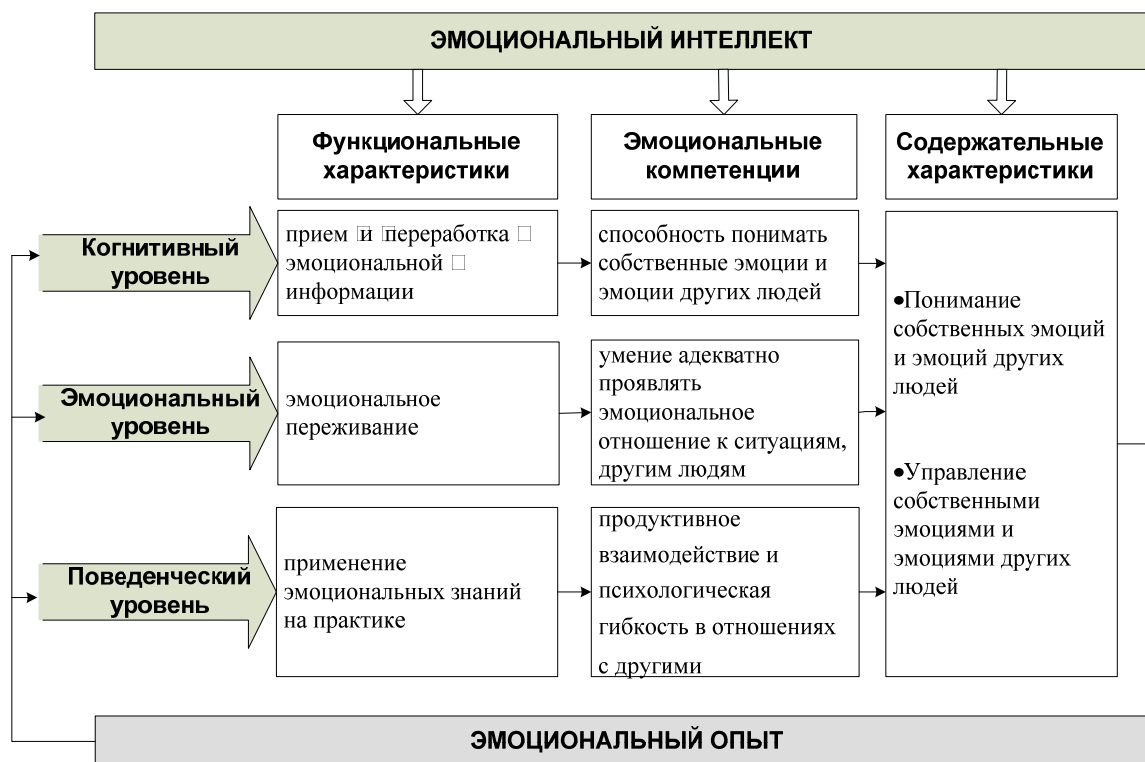 ЭМОЦИОНАЛЬНЫЙ ИНТЕЛЛЕКТ
Функциональные
характеристики
Эмоциональные
компетенции
Содержательные
характеристики
Когнитивный
уровень
прием и переработка
эмоциональной
информации
способность понимать
собственные эмоции и
эмоции других людей
Эмоциональный
уровень
эмоциональное
переживание
умение адекватно
проявлять
эмоциональное
отношение к ситуациям,
другим людям
Поведенческий
уровень
применение
эмоциональных знаний
на практике
продуктивное
взаимодействие и
психологическая
гибкость в отношениях
с другими
•Понимание
собственных эмоций
и эмоций других
людей
•Управление
собственными
эмоциями и
эмоциями других
людей
ЭМОЦИОНАЛЬНЫЙ ОПЫТ